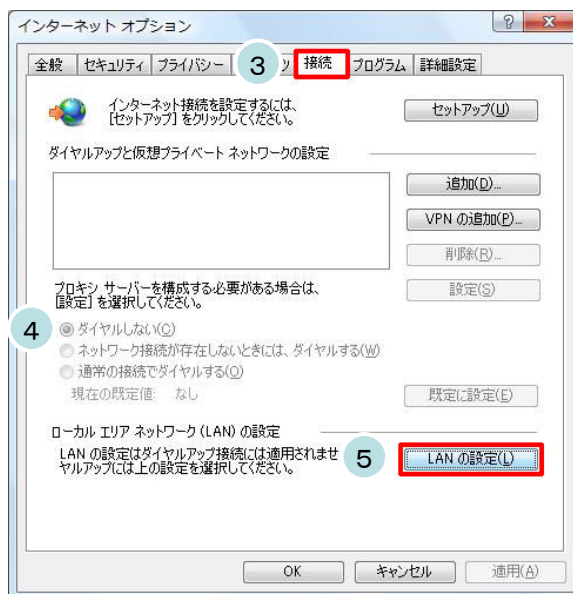 インターネット オプション
全般 セキュリティ プライバシー 3 ツ 接続 プログラム 詳細設定
インターネット接続を設定するには、
[セットアップ] をクリックしてください。
セットアップ(U)
ダイヤルアップと仮想プライベート ネットワークの設定
追加(D)...
VPN の追加(P)...
削除(R)...
プロキシ サーバーを構成する必要がある場合は、
[設定] を選択してください。
設定(S)
4 ダイヤルしない(C)
ネットワーク接続が存在しないときには、ダイヤルする(W)
通常の接続でダイヤルする(O)
現在の既定値: なし
既定に設定(E)
ローカル エリア ネットワーク (LAN) の設定
LAN の設定はダイヤルアップ接続には適用されませ
ヤルアップには上の設定を選択してください。
5 LAN の設定(L)
OK キャンセル 適用(A)